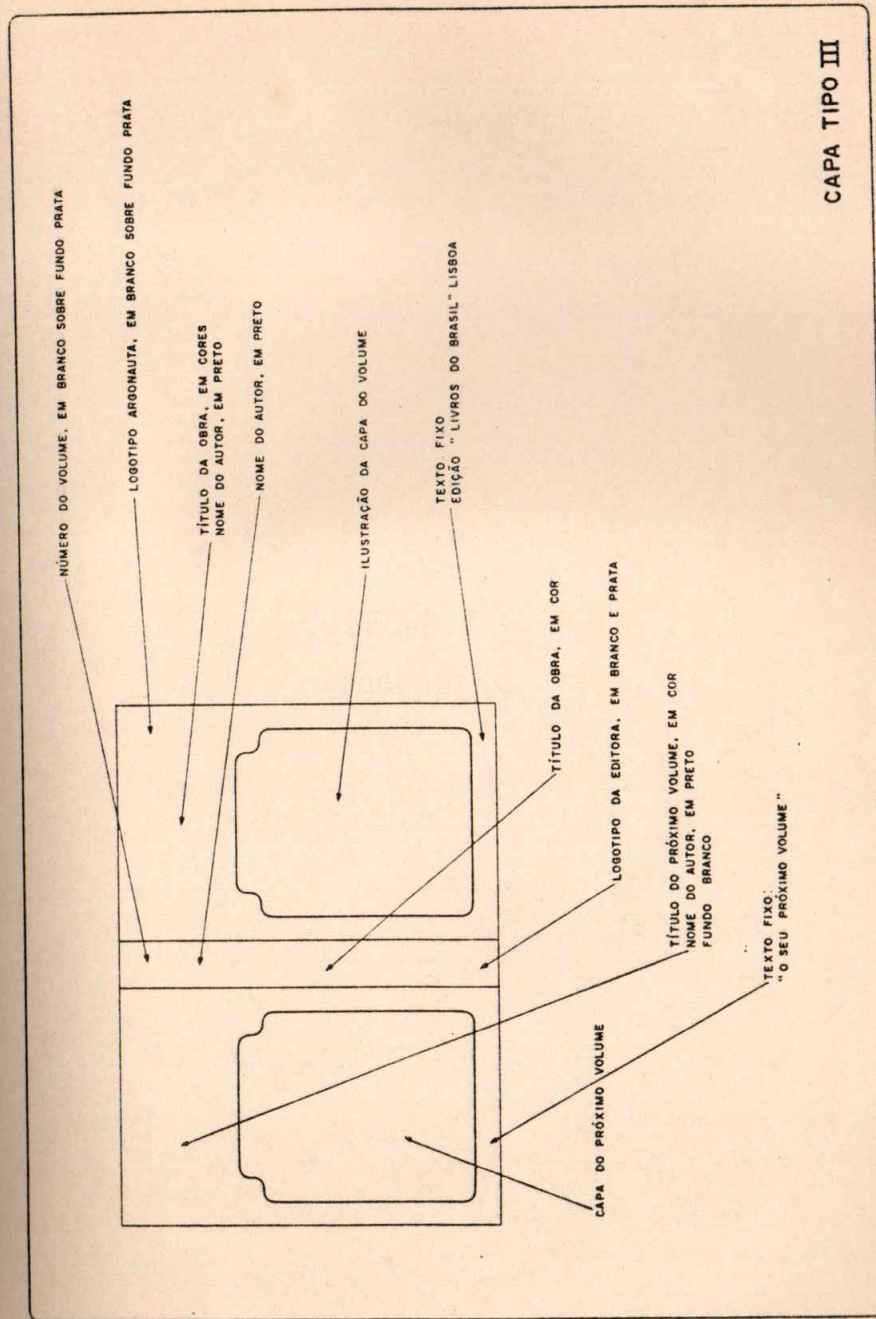 NÚMERO DO VOLUME, EM BRANCO SOBRE FUNDO PRATA
LOGOTIPO ARGONAUTA, EM BRANCO SOBRE FUNDO PRATA
TÍTULO DA OBRA, EM CORES
NOME DO AUTOR, EM PRETO
NOME DO AUTOR, EM PRETO
ILUSTRAÇÃO DA CAPA DO VOLUME
TEXTO FIXO
EDIÇÃO " LIVROS DO BRASIL" LISBOA
TÍTULO DA OBRA, EM COR
LOGOTIPO DA EDITORA, EM BRANCO E PRATA
TÍTULO DO PRÓXIMO VOLUME, EM COR
NOME DO AUTOR, EM PRETO
FUNDO BRANCO
CAPA DO PRÓXIMO VOLUME
TEXTO FIXO:
"O SEU PRÓXIMO VOLUME"
CAPA TIPO III